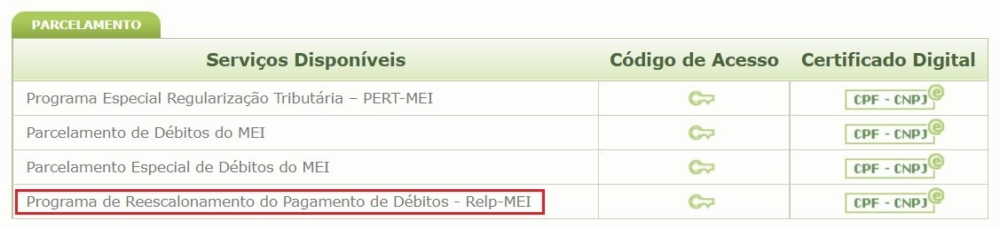 PARCELAMENTO
Serviços Disponíveis Código de Acesso Certificado Digital
Programa Especial Regularização Tributária – PERT-MEI CPF - CNPJ e
Parcelamento de Débitos do MEI CPF - CNPJ e
Parcelamento Especial de Débitos do MEI CPF - CNPJ e
Programa de Reescalonamento do Pagamento de Débitos - Relp-MEI CPF - CNPJ e